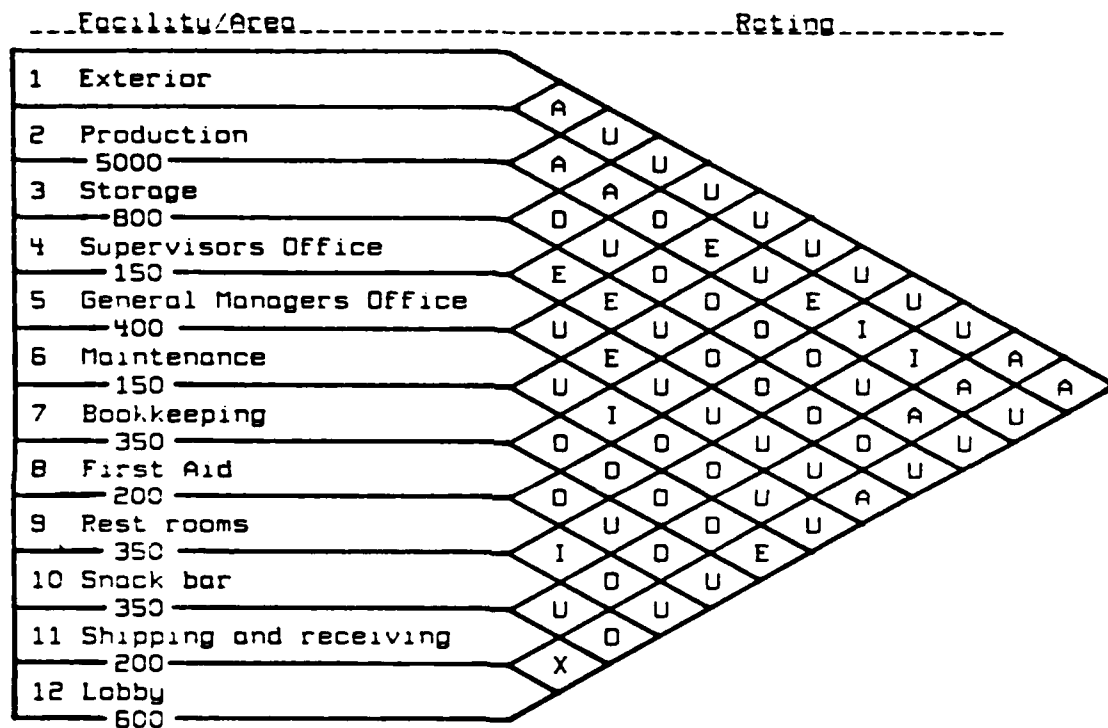 Facility/Area Rating
1 Exterior
A
2 Production U
5000 A U
3 Storage A U
800 O O U
4 Supervisors Office U E U
150 E O U U
5 General Managers Office E O E U
400 U U O I U
6 Maintenance E O O I A
150 U U O U A A
7 Bookkeeping I U O A U
350 O O U O U
8 First Aid O O U U
200 O O U A
9 Rest rooms U O U
350 I O E
10 Snack bar O U
350 U U
11 Shipping and receiving O
200 X
12 Lobby
600